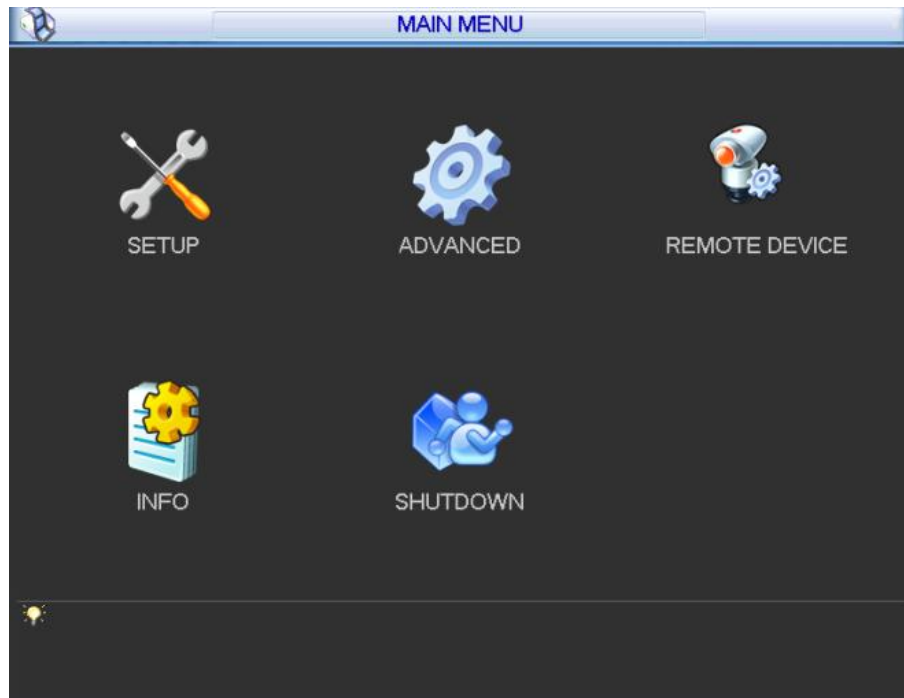 MAIN MENU
SETUP
ADVANCED
REMOTE DEVICE
INFO
SHUTDOWN